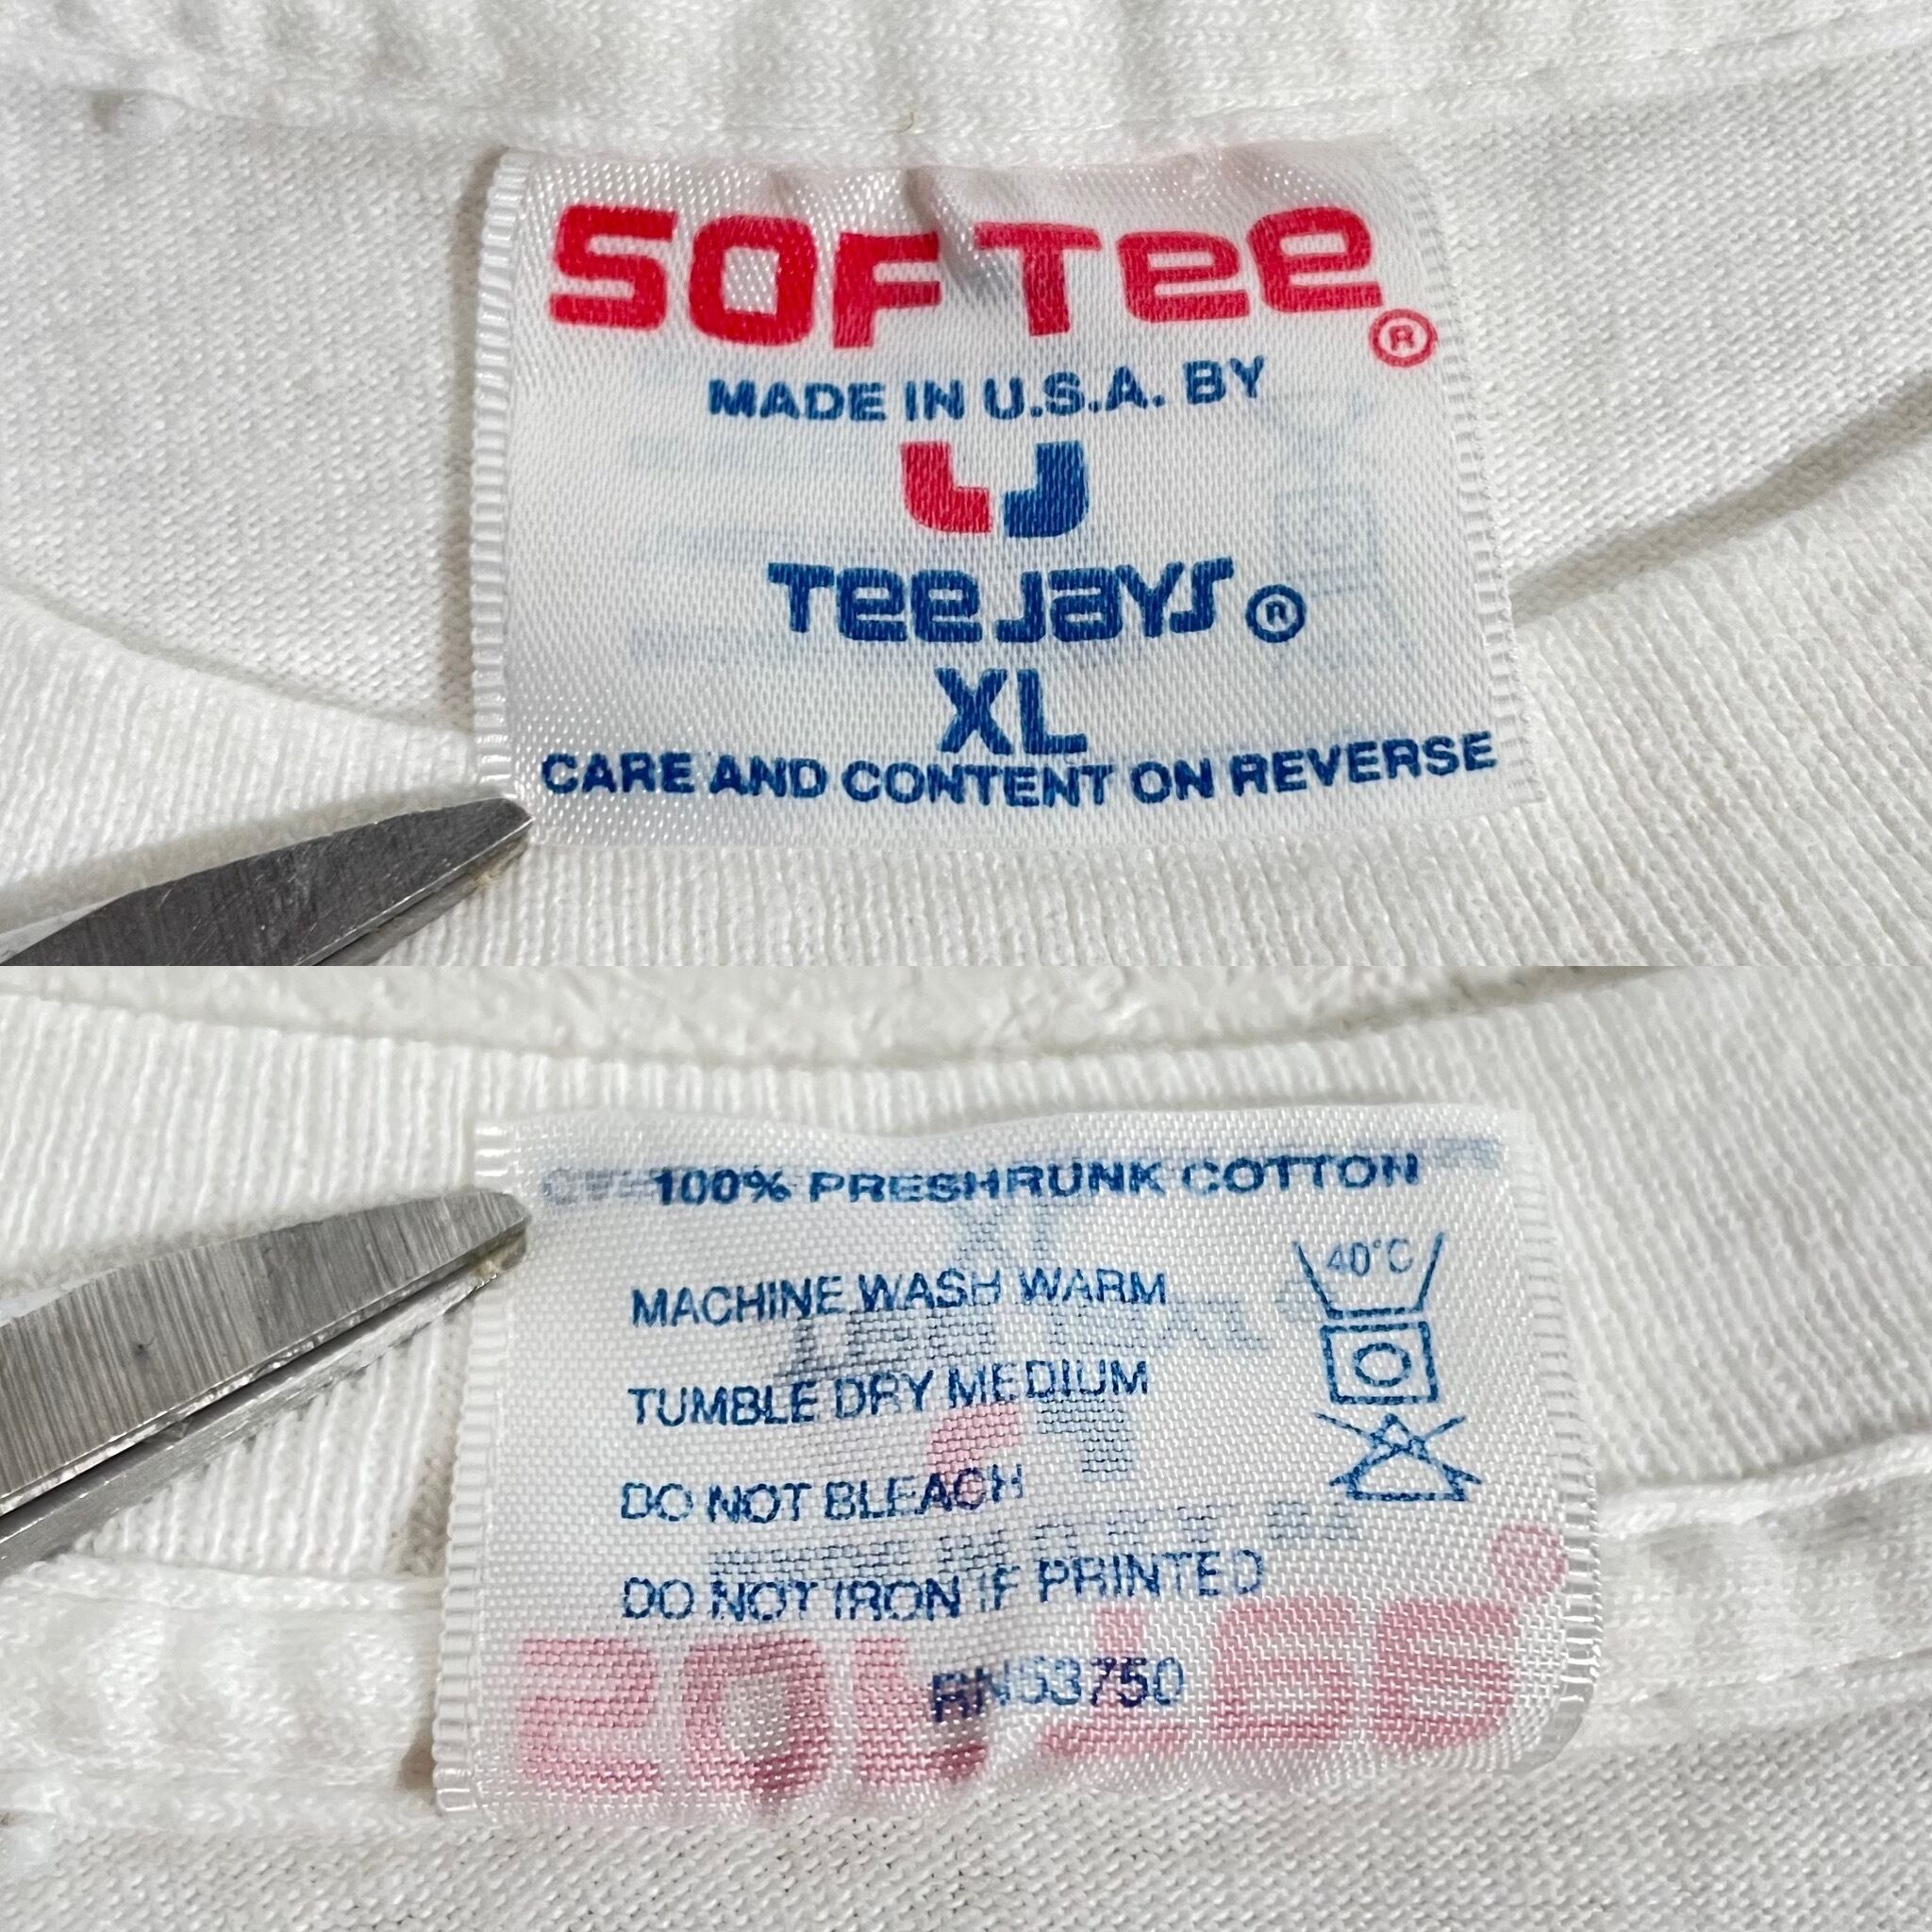 SOFTee®
MADE IN U.S.A. BY
Teejays®
XL
CARE AND CONTENT ON REVERSE
100% PRESHRUNK COTTON
40°C
MACHINE WASH WARM
TUMBLE DRY MEDIUM
DO NOT BLEACH
DO NOT IRON IF PRINTED
RN53750